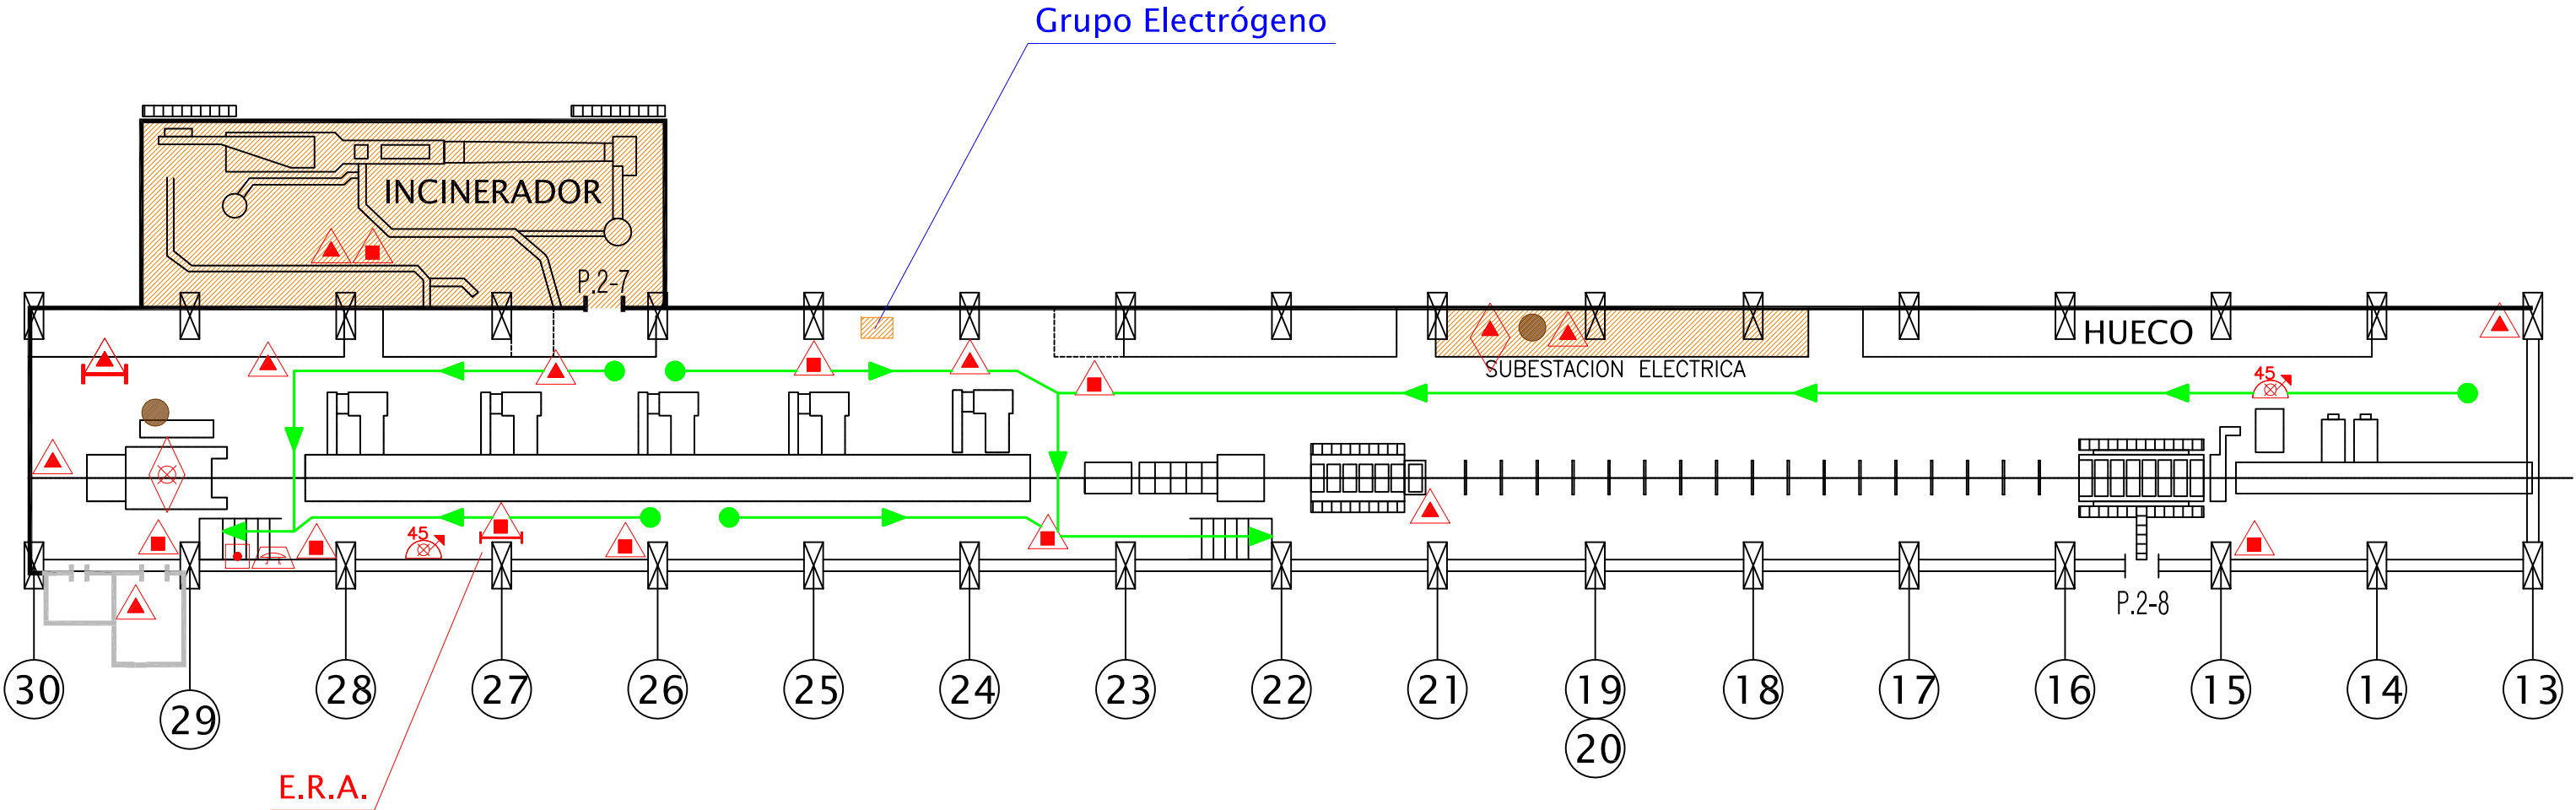 Grupo Electrógeno
INCINERADOR
P.2-7
HUECO
SUBESTACION ELECTRICA
45
45
P.2-8
30
29
28
27
26
25
24
23
22
21
19
20
18
17
16
15
14
13
E.R.A.